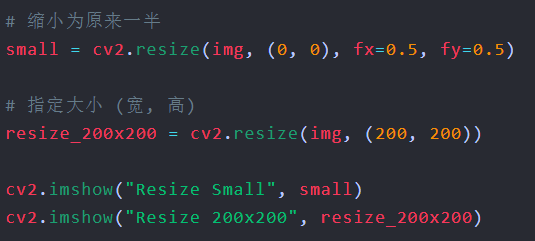 # 缩小为原来一半
small = cv2.resize(img, (0, 0), fx=0.5, fy=0.5)
# 指定大小 (宽, 高)
resize_200x200 = cv2.resize(img, (200, 200))
cv2.imshow("Resize Small", small)
cv2.imshow("Resize 200x200", resize_200x200)